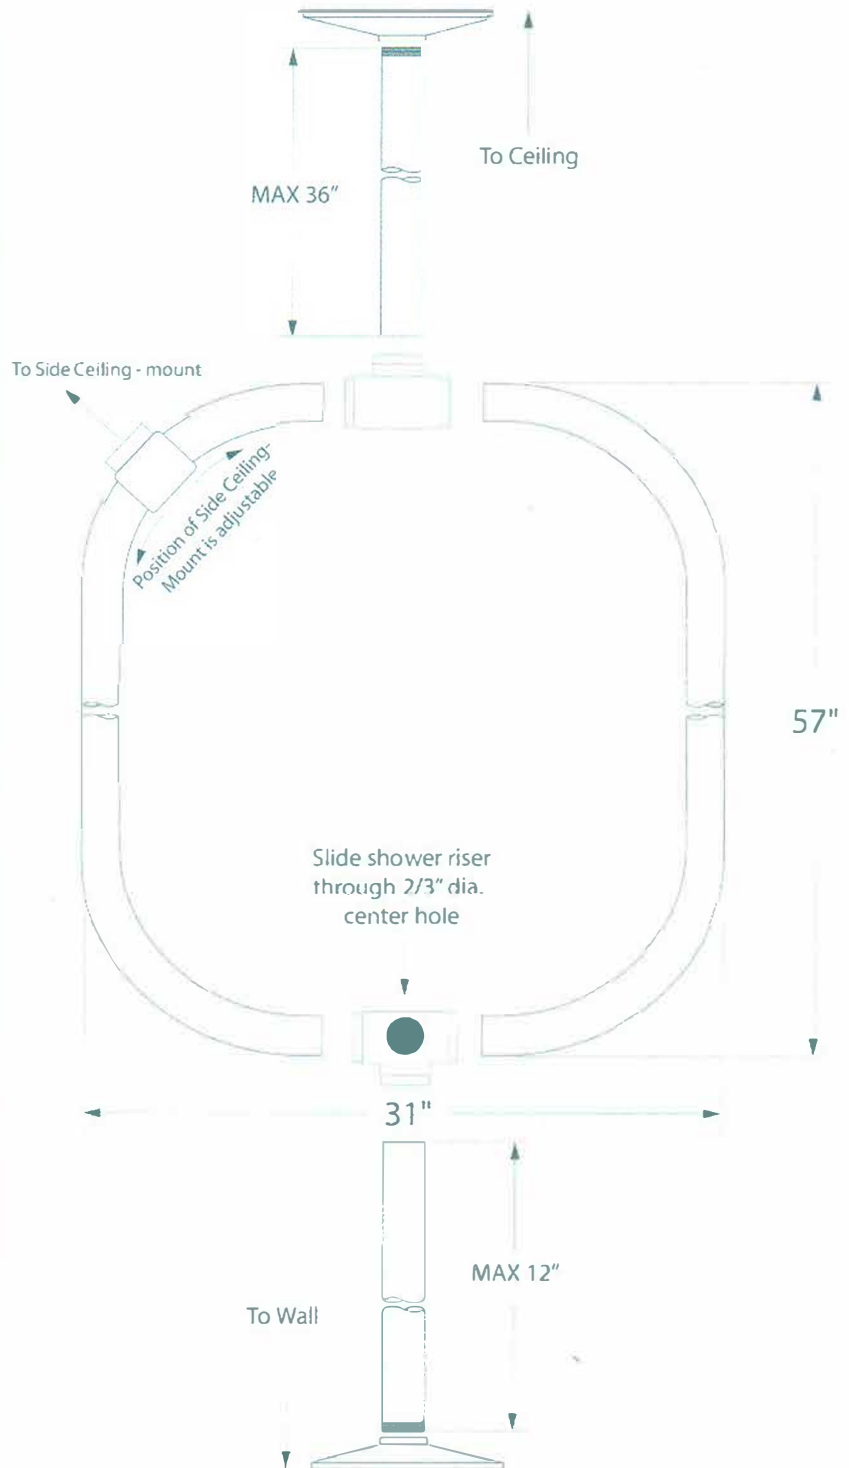 To Ceiling
MAX 36"
To Side Ceiling - mount
Position of Side Ceiling-
Mount is adjustable
57"
Slide shower riser
through 2/3" dia.
center hole
31"
MAX 12"
To Wall